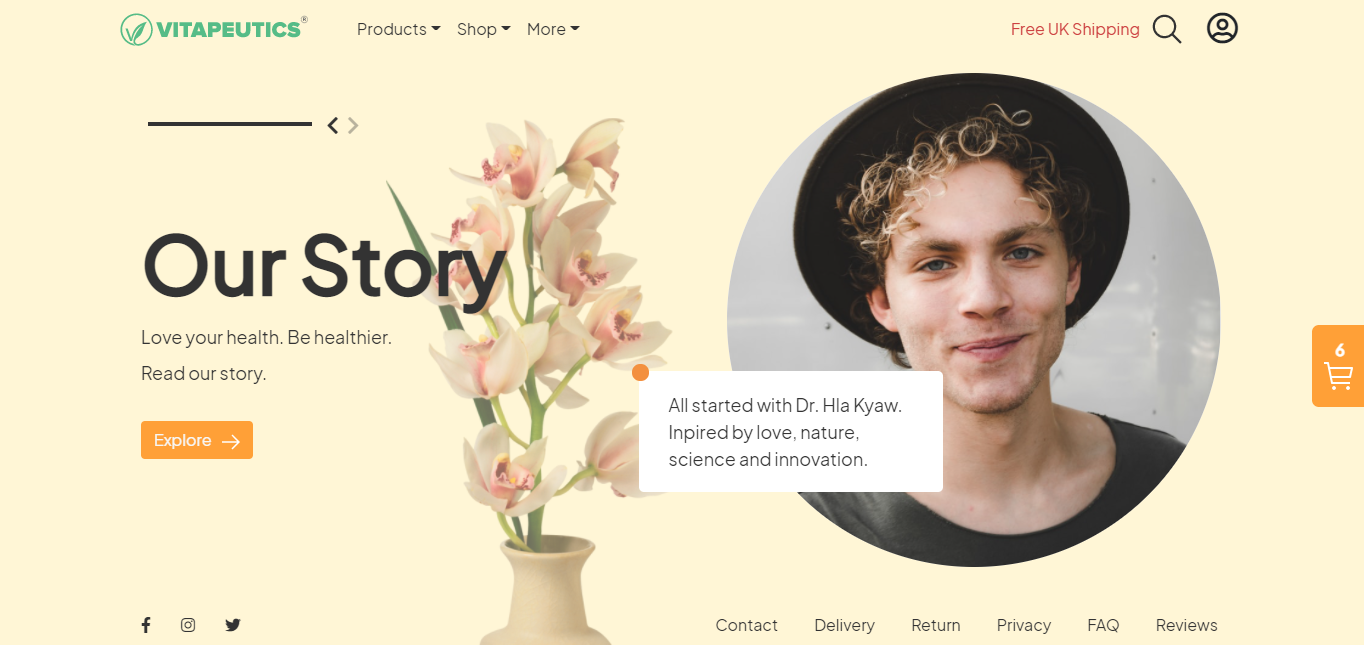 VITAPEUTICS®
Products
Shop
More
Free UK Shipping
Our Story
Love your health. Be healthier.
Read our story.
Explore
All started with Dr. Hla Kyaw.
Inpired by love, nature,
science and innovation.
6
Contact
Delivery
Return
Privacy
FAQ
Reviews